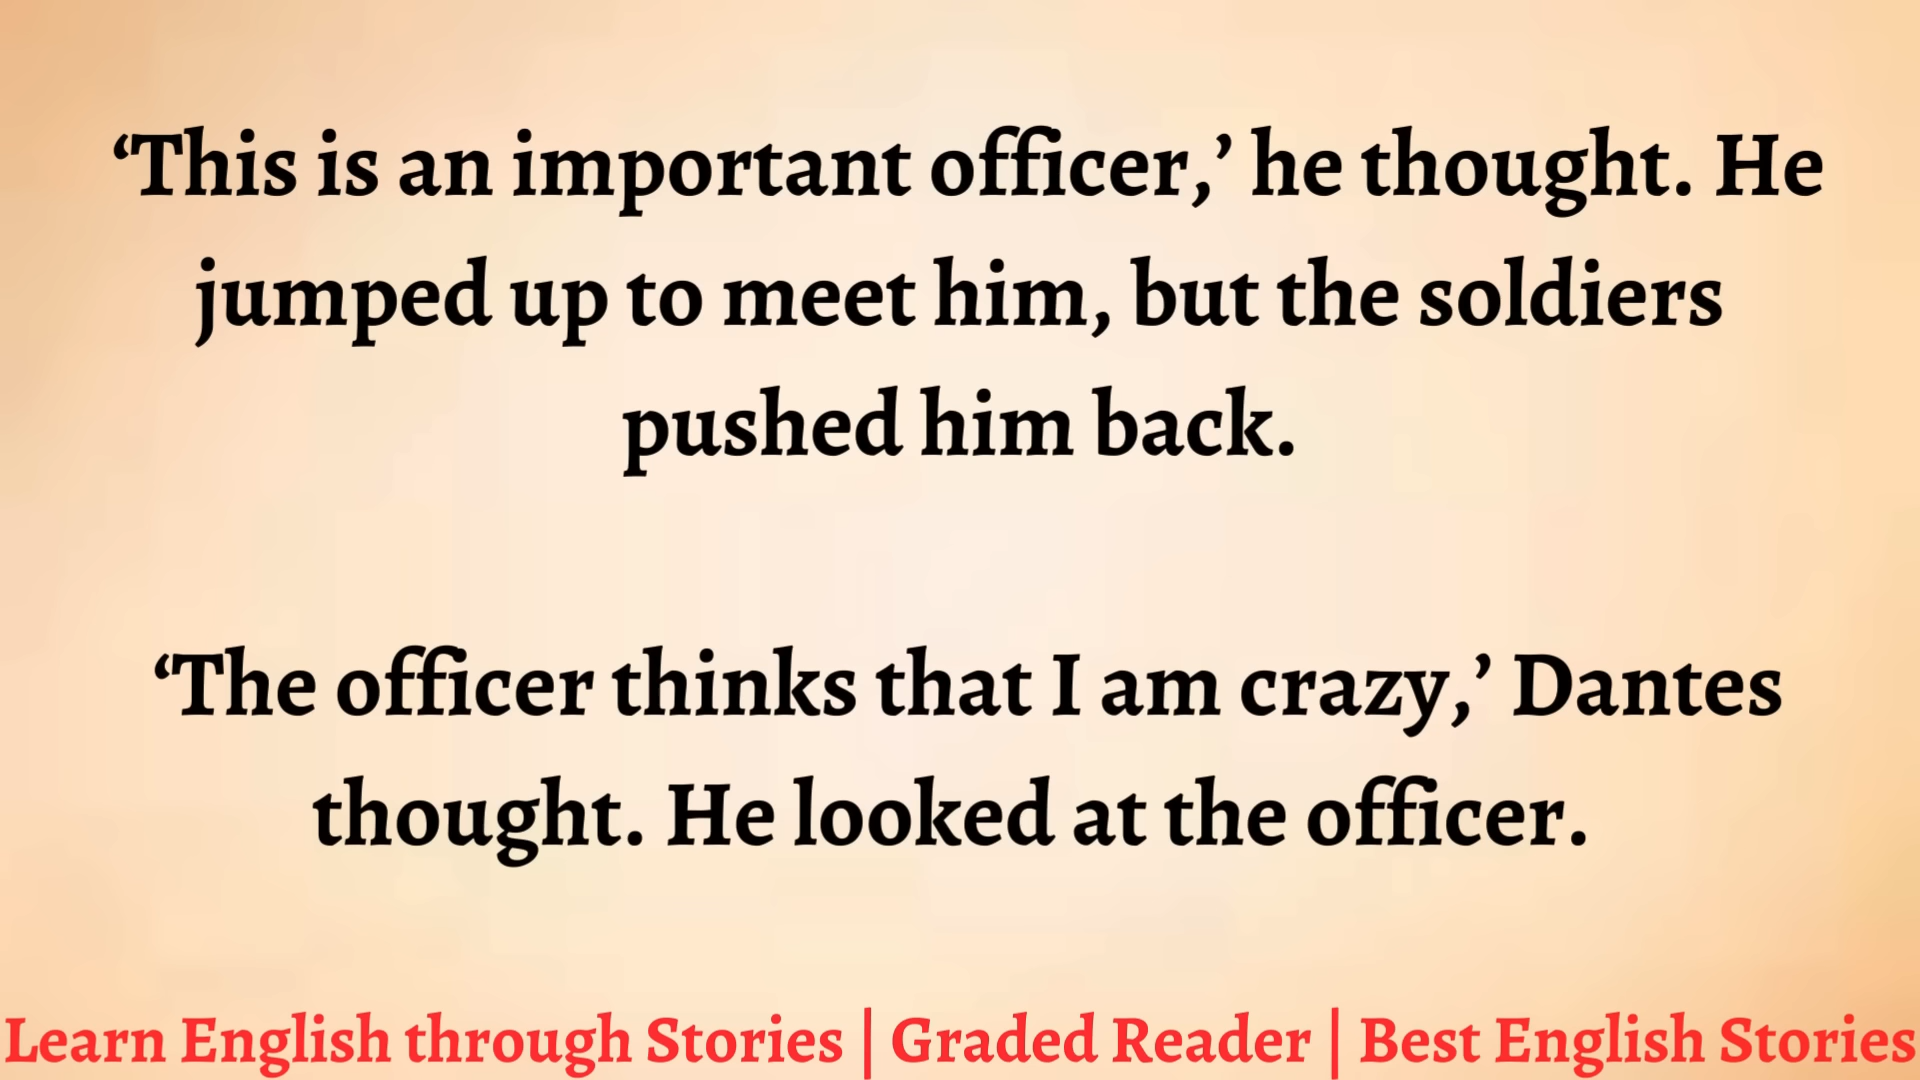 ‘This is an important officer,’ he thought. He
jumped up to meet him, but the soldiers
pushed him back.
‘The officer thinks that I am crazy,’ Dantes
thought. He looked at the officer.
Learn English through Stories | Graded Reader | Best English Stories